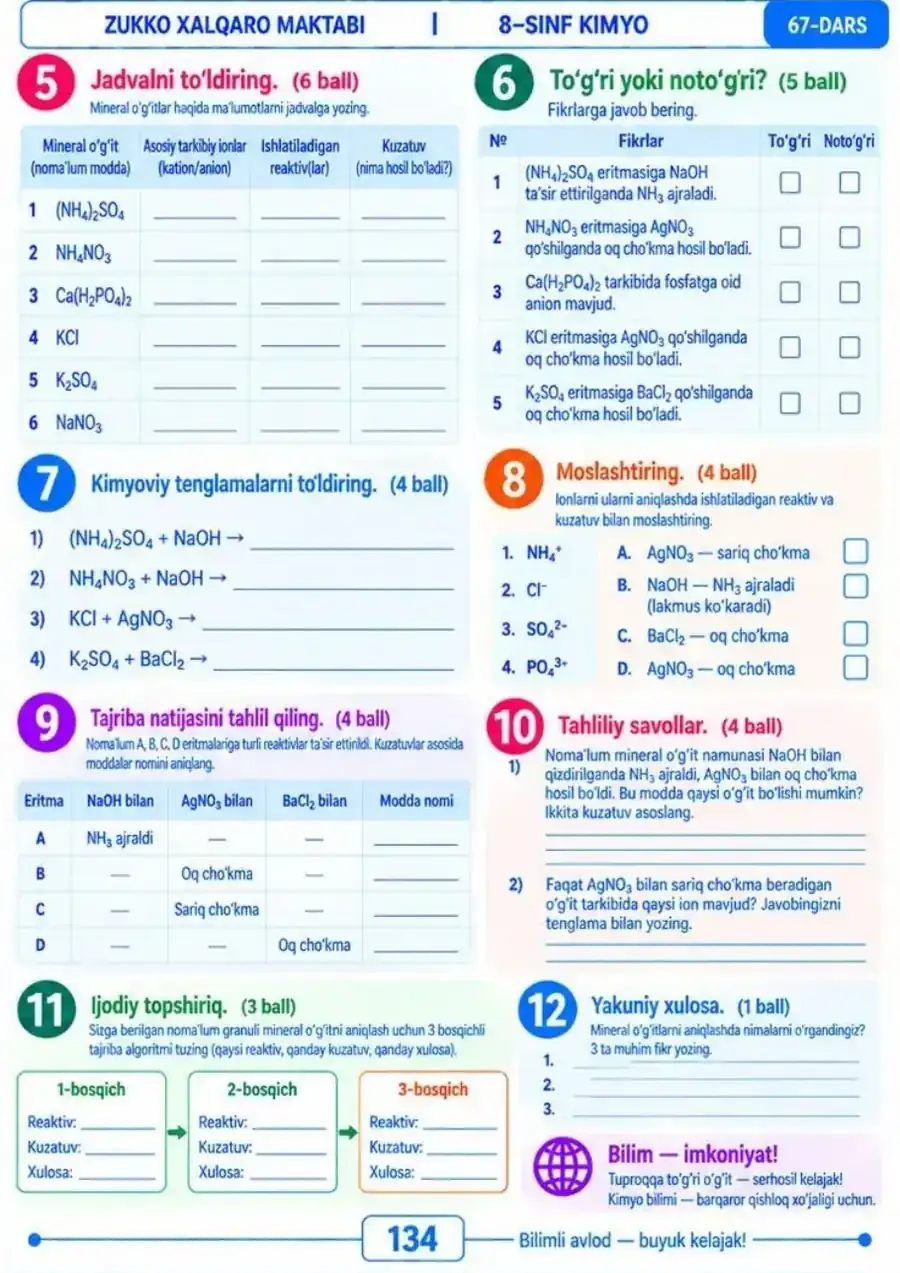 ZUKKO XALQARO MAKTABI | 8–SINF KIMYO 67–DARS
5 Jadvalni to‘ldiring. (6 ball)
Mineral o‘g‘itlar haqida ma’lumotlarni jadvalga yozing.
Mineral o‘g‘it (noma’lum modda) Asosiy tarkibiy ionlar (kation/anion) Ishlatiladigan reaktiv(lar) Kuzatuv (nima hosil bo‘ladi?)
1 (NH₄)₂SO₄
2 NH₄NO₃
3 Ca(H₂PO₄)₂
4 KCl
5 K₂SO₄
6 NaNO₃
6 To‘g‘ri yoki noto‘g‘ri? (5 ball)
Fikrlarga javob bering.
№ Fikrlar To‘g‘ri Noto‘g‘ri
1 (NH₄)₂SO₄ eritmasiga NaOH
ta’sir ettirilganda NH₃ ajraladi.
2 NH₄NO₃ eritmasiga AgNO₃
qo‘shilganda oq cho‘kma hosil bo‘ladi.
3 Ca(H₂PO₄)₂ tarkibida fosfatga oid
anion mavjud.
4 KCl eritmasiga AgNO₃ qo‘shilganda
oq cho‘kma hosil bo‘ladi.
5 K₂SO₄ eritmasiga BaCl₂ qo‘shilganda
oq cho‘kma hosil bo‘ladi.
7 Kimyoviy tenglamalarni to‘ldiring. (4 ball)
1) (NH₄)₂SO₄ + NaOH →
2) NH₄NO₃ + NaOH →
3) KCl + AgNO₃ →
4) K₂SO₄ + BaCl₂ →
8 Moslashtiring. (4 ball)
Ionlarni ularni aniqlashda ishlatiladigan reaktiv va
kuzatuv bilan moslashtiring.
1. NH₄⁺ A. AgNO₃ — sariq cho‘kma
2. Cl⁻ B. NaOH — NH₃ ajraladi
(lakmus ko‘karadi)
3. SO₄²⁻ C. BaCl₂ — oq cho‘kma
4. PO₄³⁺ D. AgNO₃ — oq cho‘kma
9 Tajriba natijasini tahlil qiling. (4 ball)
Noma’lum A, B, C, D eritmalariga turli reaktivlar ta’sir ettirildi. Kuzatuvlar asosida
moddalar nomini aniqlang.
Eritma NaOH bilan AgNO₃ bilan BaCl₂ bilan Modda nomi
A NH₃ ajraldi — —
B — Oq cho‘kma —
C — Sariq cho‘kma —
D — — Oq cho‘kma
10 Tahliliy savollar. (4 ball)
1) Noma’lum mineral o‘g‘it namunasi NaOH bilan
qizdirilganda NH₃ ajraldi, AgNO₃ bilan oq cho‘kma
hosil bo‘ldi. Bu modda qaysi o‘g‘it bo‘lishi mumkin?
Ikkita kuzatuv asoslang.
2) Faqat AgNO₃ bilan sariq cho‘kma beradigan
o‘g‘it tarkibida qaysi ion mavjud? Javobingizni
tenglama bilan yozing.
11 Ijodiy topshiriq. (3 ball)
Sizga berilgan noma’lum granuli mineral o‘g‘itni aniqlash uchun 3 bosqichli
tajriba algoritmi tuzing (qaysi reaktiv, qanday kuzatuv, qanday xulosa).
1-bosqich
Reaktiv:
Kuzatuv:
Xulosa:
2-bosqich
Reaktiv:
Kuzatuv:
Xulosa:
3-bosqich
Reaktiv:
Kuzatuv:
Xulosa:
12 Yakuniy xulosa. (1 ball)
Mineral o‘g‘itlarni aniqlashda nimalarni o‘rgandingiz?
3 ta muhim fikr yozing.
1.
2.
3.
Bilim — imkoniyat!
Tuproqqa to‘g‘ri o‘g‘it — serhosil kelajak!
Kimyo bilimi — barqaror qishloq xo‘jaligi uchun.
134
Bilimli avlod — buyuk kelajak!